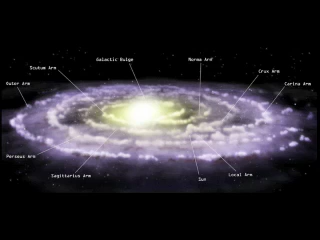 Galactic Bulge
Norma Arm
Scutum Arm
Crux Arm
Outer Arm
Carina Arm
Perseus Arm
Sagittarius Arm
Sun
Local Arm